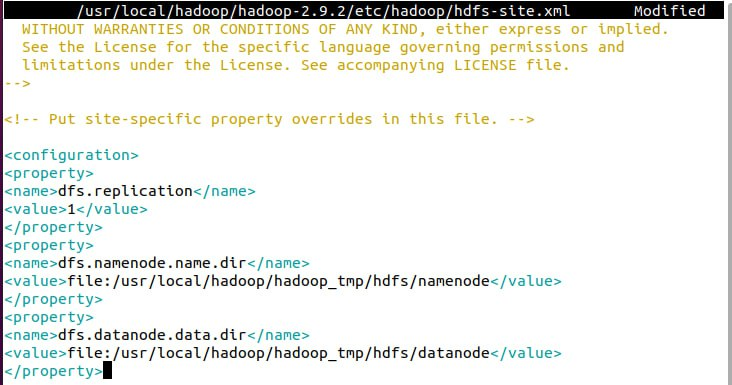 /usr/local/hadoop/hadoop-2.9.2/etc/hadoop/hdfs-site.xml Modified
WITHOUT WARRANTIES OR CONDITIONS OF ANY KIND, either express or implied.
See the License for the specific language governing permissions and
limitations under the License. See accompanying LICENSE file.
-->
<!-- Put site-specific property overrides in this file. -->
<configuration>
<property>
<name>dfs.replication</name>
<value>1</value>
</property>
<property>
<name>dfs.namenode.name.dir</name>
<value>file:/usr/local/hadoop/hadoop_tmp/hdfs/namenode</value>
</property>
<property>
<name>dfs.datanode.data.dir</name>
<value>file:/usr/local/hadoop/hadoop_tmp/hdfs/datanode</value>
</property>